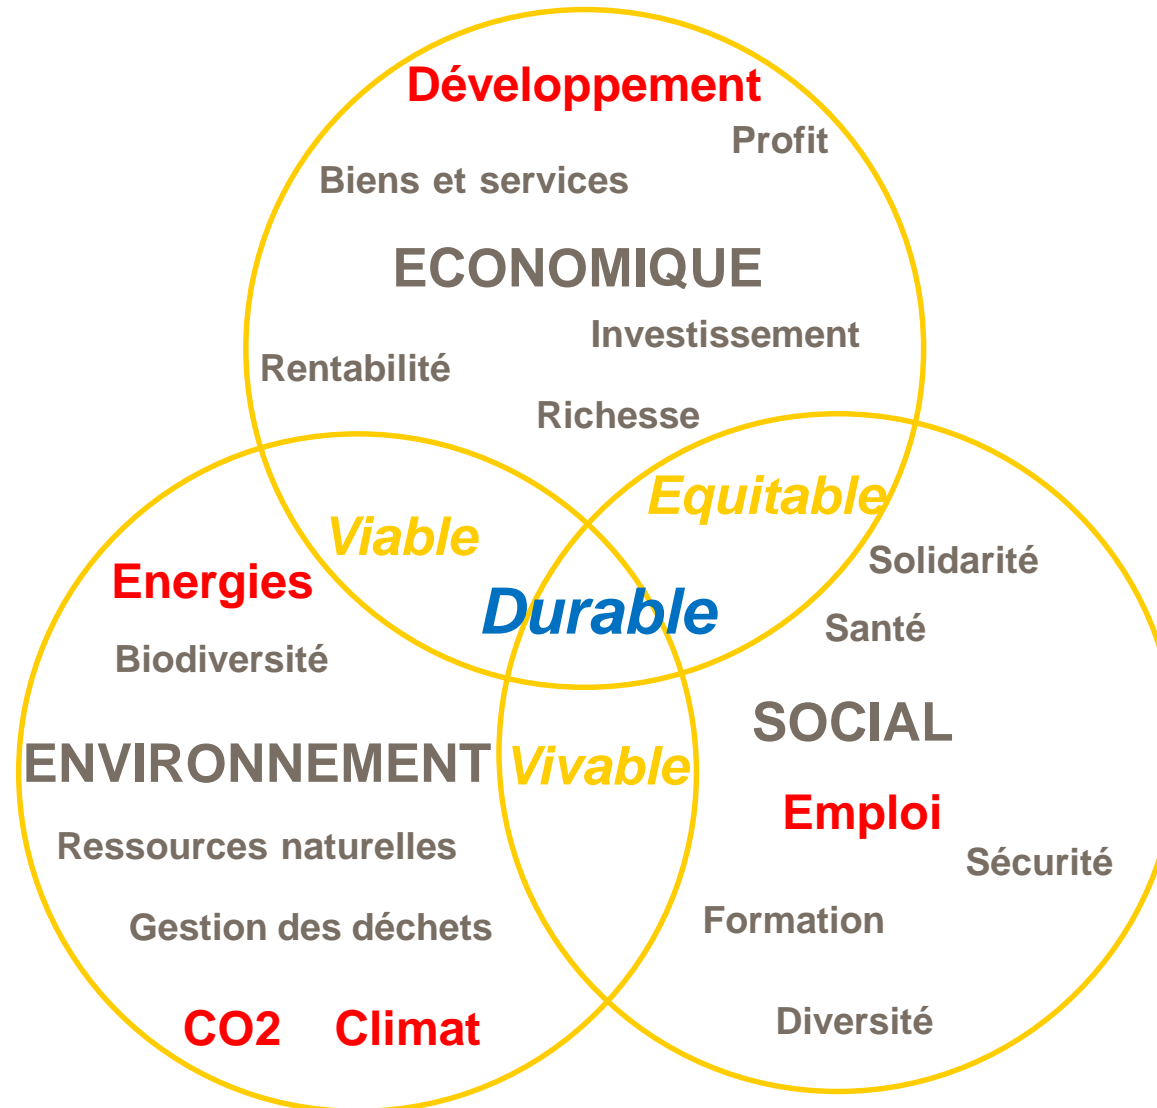 Développement
Profit
Biens et services
ECONOMIQUE
Investissement
Rentabilité
Richesse
Equitable
Viable
Solidarité
Energies
Durable
Santé
Biodiversité
SOCIAL
ENVIRONNEMENT
Vivable
Emploi
Ressources naturelles
Sécurité
Formation
Gestion des déchets
Diversité
CO2 Climat